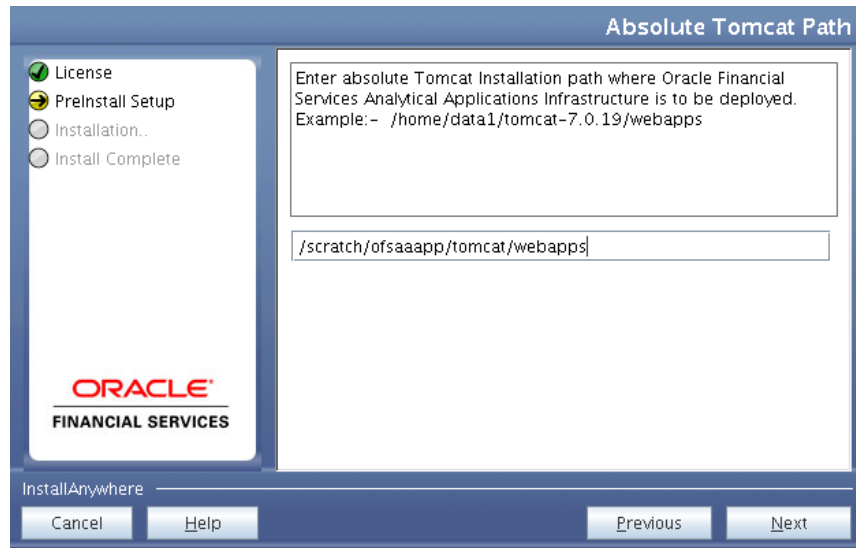 Absolute Tomcat Path
License
PreInstall Setup
Installation..
Install Complete
Enter absolute Tomcat Installation path where Oracle Financial
Services Analytical Applications Infrastructure is to be deployed.
Example:- /home/data1/tomcat-7.0.19/webapps
/scratch/ofsaaapp/tomcat/webapps
ORACLE
FINANCIAL SERVICES
InstallAnywhere
Cancel
Help
Previous
Next